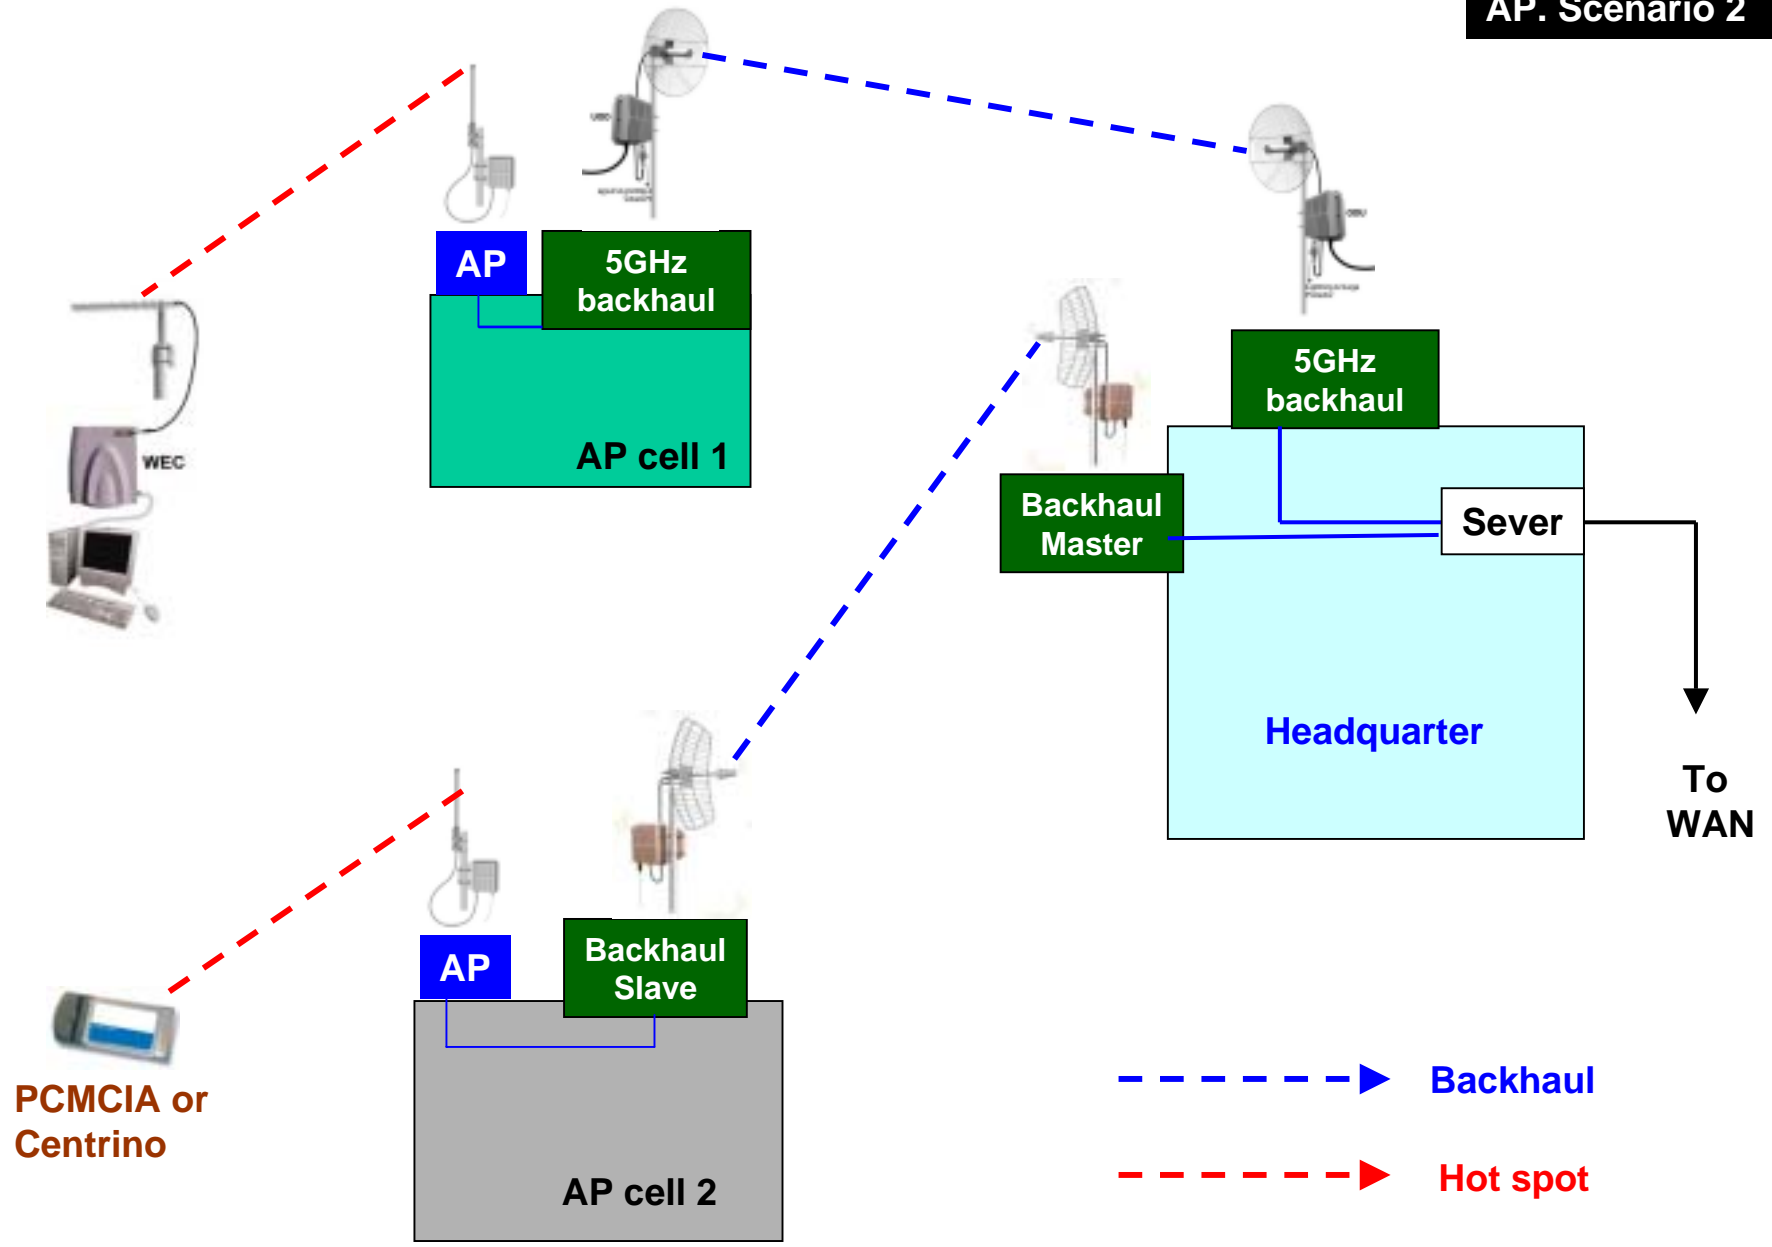 AP. Scenario 2
ODU
AP
5GHz
backhaul
AP cell 1
WEC
5GHz
backhaul
Backhaul
Master
Sever
Headquarter
To
WAN
AP
Backhaul
Slave
AP cell 2
PCMCIA or
Centrino
Backhaul
Hot spot